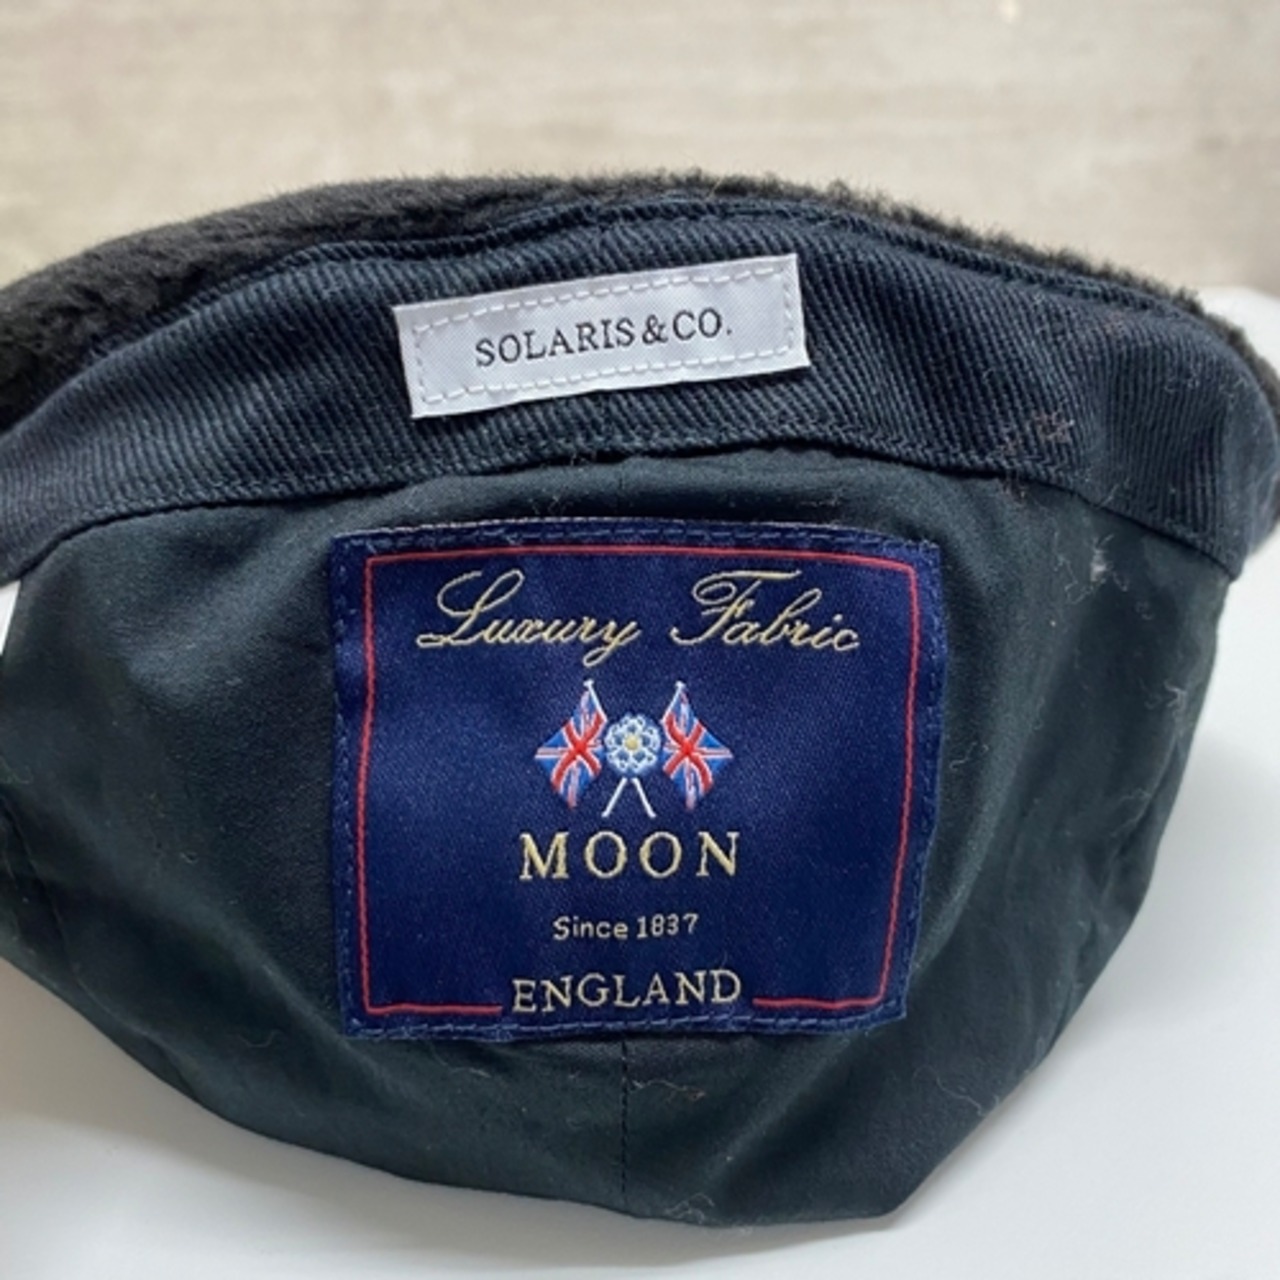 SOLARIS & CO.
Luxury Fabric
MOON
Since 1837
ENGLAND